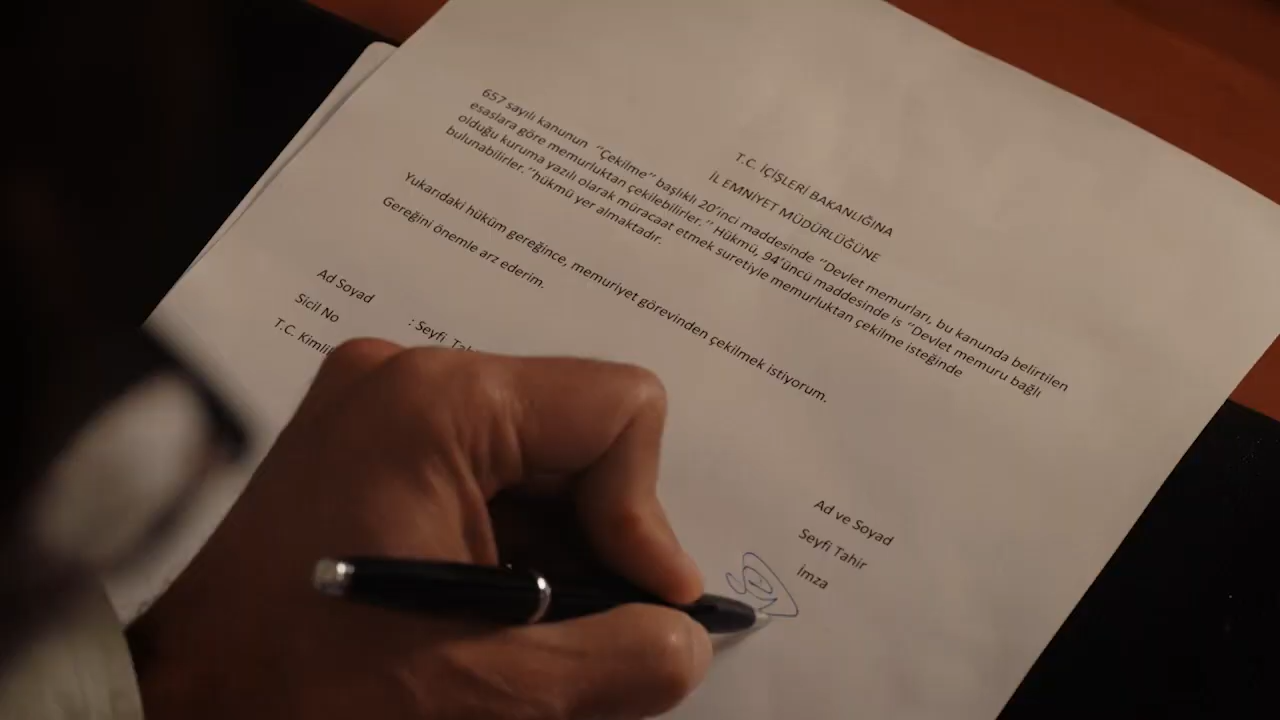 T.C. İÇİŞLERİ BAKANLIĞINA
İL EMNİYET MÜDÜRLÜĞÜNE
657 sayılı kanunun ‘’Çekilme’’ başlıklı 20’inci maddesinde ‘’Devlet memurları, bu kanunda belirtilen
esaslara göre memurluktan çekilebilirler.’’ Hükmü, 94’üncü maddesinde is ‘’Devlet memuru bağlı
olduğu kuruma yazılı olarak müracaat etmek suretiyle memurluktan çekilme isteğinde
bulunabilirler.’’hükmü yer almaktadır.
Yukarıdaki hüküm gereğince, memuriyet görevinden çekilmek istiyorum.
Gereğini önemle arz ederim.
Ad Soyad : Seyfi
Sicil No
T.C.
Ad ve Soyad
Seyfi Tahir
İmza